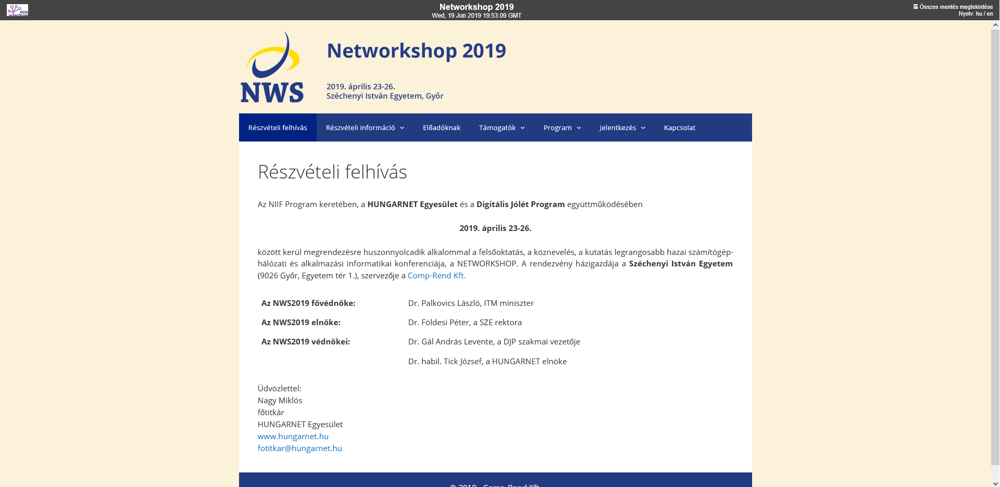 OSZK
webarchívum
Networkshop 2019
Wed, 19 Jun 2019 19:53:09 GMT
Összes mentés megtekintése
Nyelv: hu / en
NWS
Networkshop 2019
2019. április 23-26.
Széchenyi István Egyetem, Győr
Részvételi felhívás
Részvételi információ
Előadóknak
Támogatók
Program
Jelentkezés
Kapcsolat
Részvételi felhívás
Az NIIF Program keretében, a HUNGARNET Egyesület és a Digitális Jólét Program együttműködésében
2019. április 23-26.
között kerül megrendezésre huszonnyolcadik alkalommal a felsőoktatás, a köznevelés, a kutatás legrangosabb hazai számítógép-
hálózati és alkalmazási informatikai konferenciája, a NETWORKSHOP. A rendezvény házigazdája a Széchenyi István Egyetem
(9026 Győr, Egyetem tér 1.), szervezője a Comp-Rend Kft.
Az NWS2019 fővédnöke: Dr. Palkovics László, ITM miniszter
Az NWS2019 elnöke: Dr. Földesi Péter, a SZE rektora
Az NWS2019 védnökei: Dr. Gál András Levente, a DJP szakmai vezetője
Dr. habil. Tick József, a HUNGARNET elnöke
Üdvözlettel:
Nagy Miklós
főtitkár
HUNGARNET Egyesület
www.hungarnet.hu
fotitkar@hungarnet.hu
© 2019 - Comp-Rend Kft.